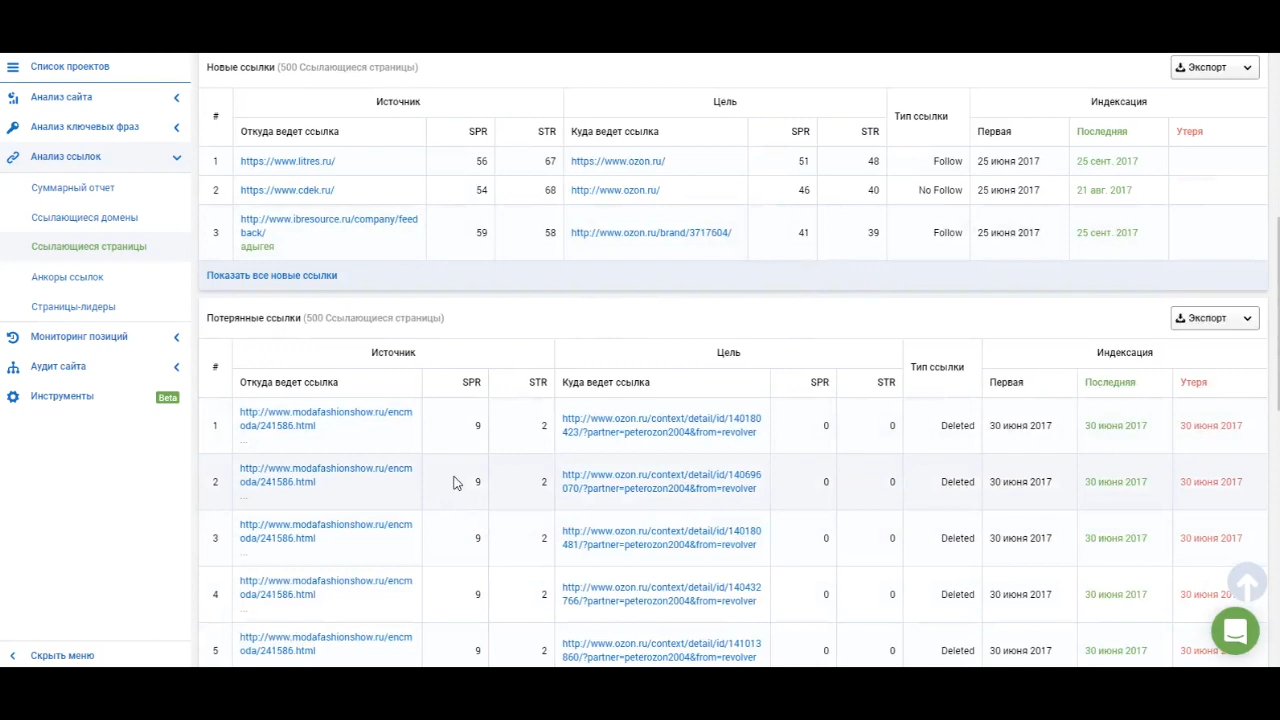 Список проектов
Анализ сайта
Анализ ключевых фраз
Анализ ссылок
Суммарный отчет
Ссылающиеся домены
Ссылающиеся страницы
Анкоры ссылок
Страницы-лидеры
Мониторинг позиций
Аудит сайта
Инструменты Beta
Скрыть меню
Новые ссылки (500 Ссылающиеся страницы) Экспорт
# Источник Цель Тип ссылки Индексация
Откуда ведет ссылка SPR STR Куда ведет ссылка SPR STR Первая Последняя Утеря
1 https://www.litres.ru/ 56 67 https://www.ozon.ru/ 51 48 Follow 25 июня 2017 25 сент. 2017
2 https://www.cdek.ru/ 54 68 http://www.ozon.ru/ 46 40 No Follow 25 июня 2017 21 авг. 2017
http://www.ibresource.ru/company/feed
3 back/ 59 58 http://www.ozon.ru/brand/3717604/ 41 39 Follow 25 июня 2017 25 сент. 2017
адыгея
Показать все новые ссылки
Потерянные ссылки (500 Ссылающиеся страницы) Экспорт
# Источник Цель Тип ссылки Индексация
Откуда ведет ссылка SPR STR Куда ведет ссылка SPR STR Первая Последняя Утеря
http://www.modafashionshow.ru/encm http://www.ozon.ru/context/detail/id/140180
1 oda/241586.html 9 2 423/?partner=peterozon2004&from=revolver 0 0 Deleted 30 июня 2017 30 июня 2017 30 июня 2017
...
http://www.modafashionshow.ru/encm http://www.ozon.ru/context/detail/id/140696
2 oda/241586.html 9 2 070/?partner=peterozon2004&from=revolver 0 0 Deleted 30 июня 2017 30 июня 2017 30 июня 2017
...
http://www.modafashionshow.ru/encm http://www.ozon.ru/context/detail/id/140180
3 oda/241586.html 9 2 481/?partner=peterozon2004&from=revolver 0 0 Deleted 30 июня 2017 30 июня 2017 30 июня 2017
...
http://www.modafashionshow.ru/encm http://www.ozon.ru/context/detail/id/140432
4 oda/241586.html 9 2 766/?partner=peterozon2004&from=revolver 0 0 Deleted 30 июня 2017 30 июня 2017 30 июня
...
http://www.modafashionshow.ru/encm http://www.ozon.ru/context/detail/id/141013
5 oda/241586.html 9 2 860/?partner=peterozon2004&from=revolver 0 0 Deleted 30 июня 2017 30 июня 2017 30 июня